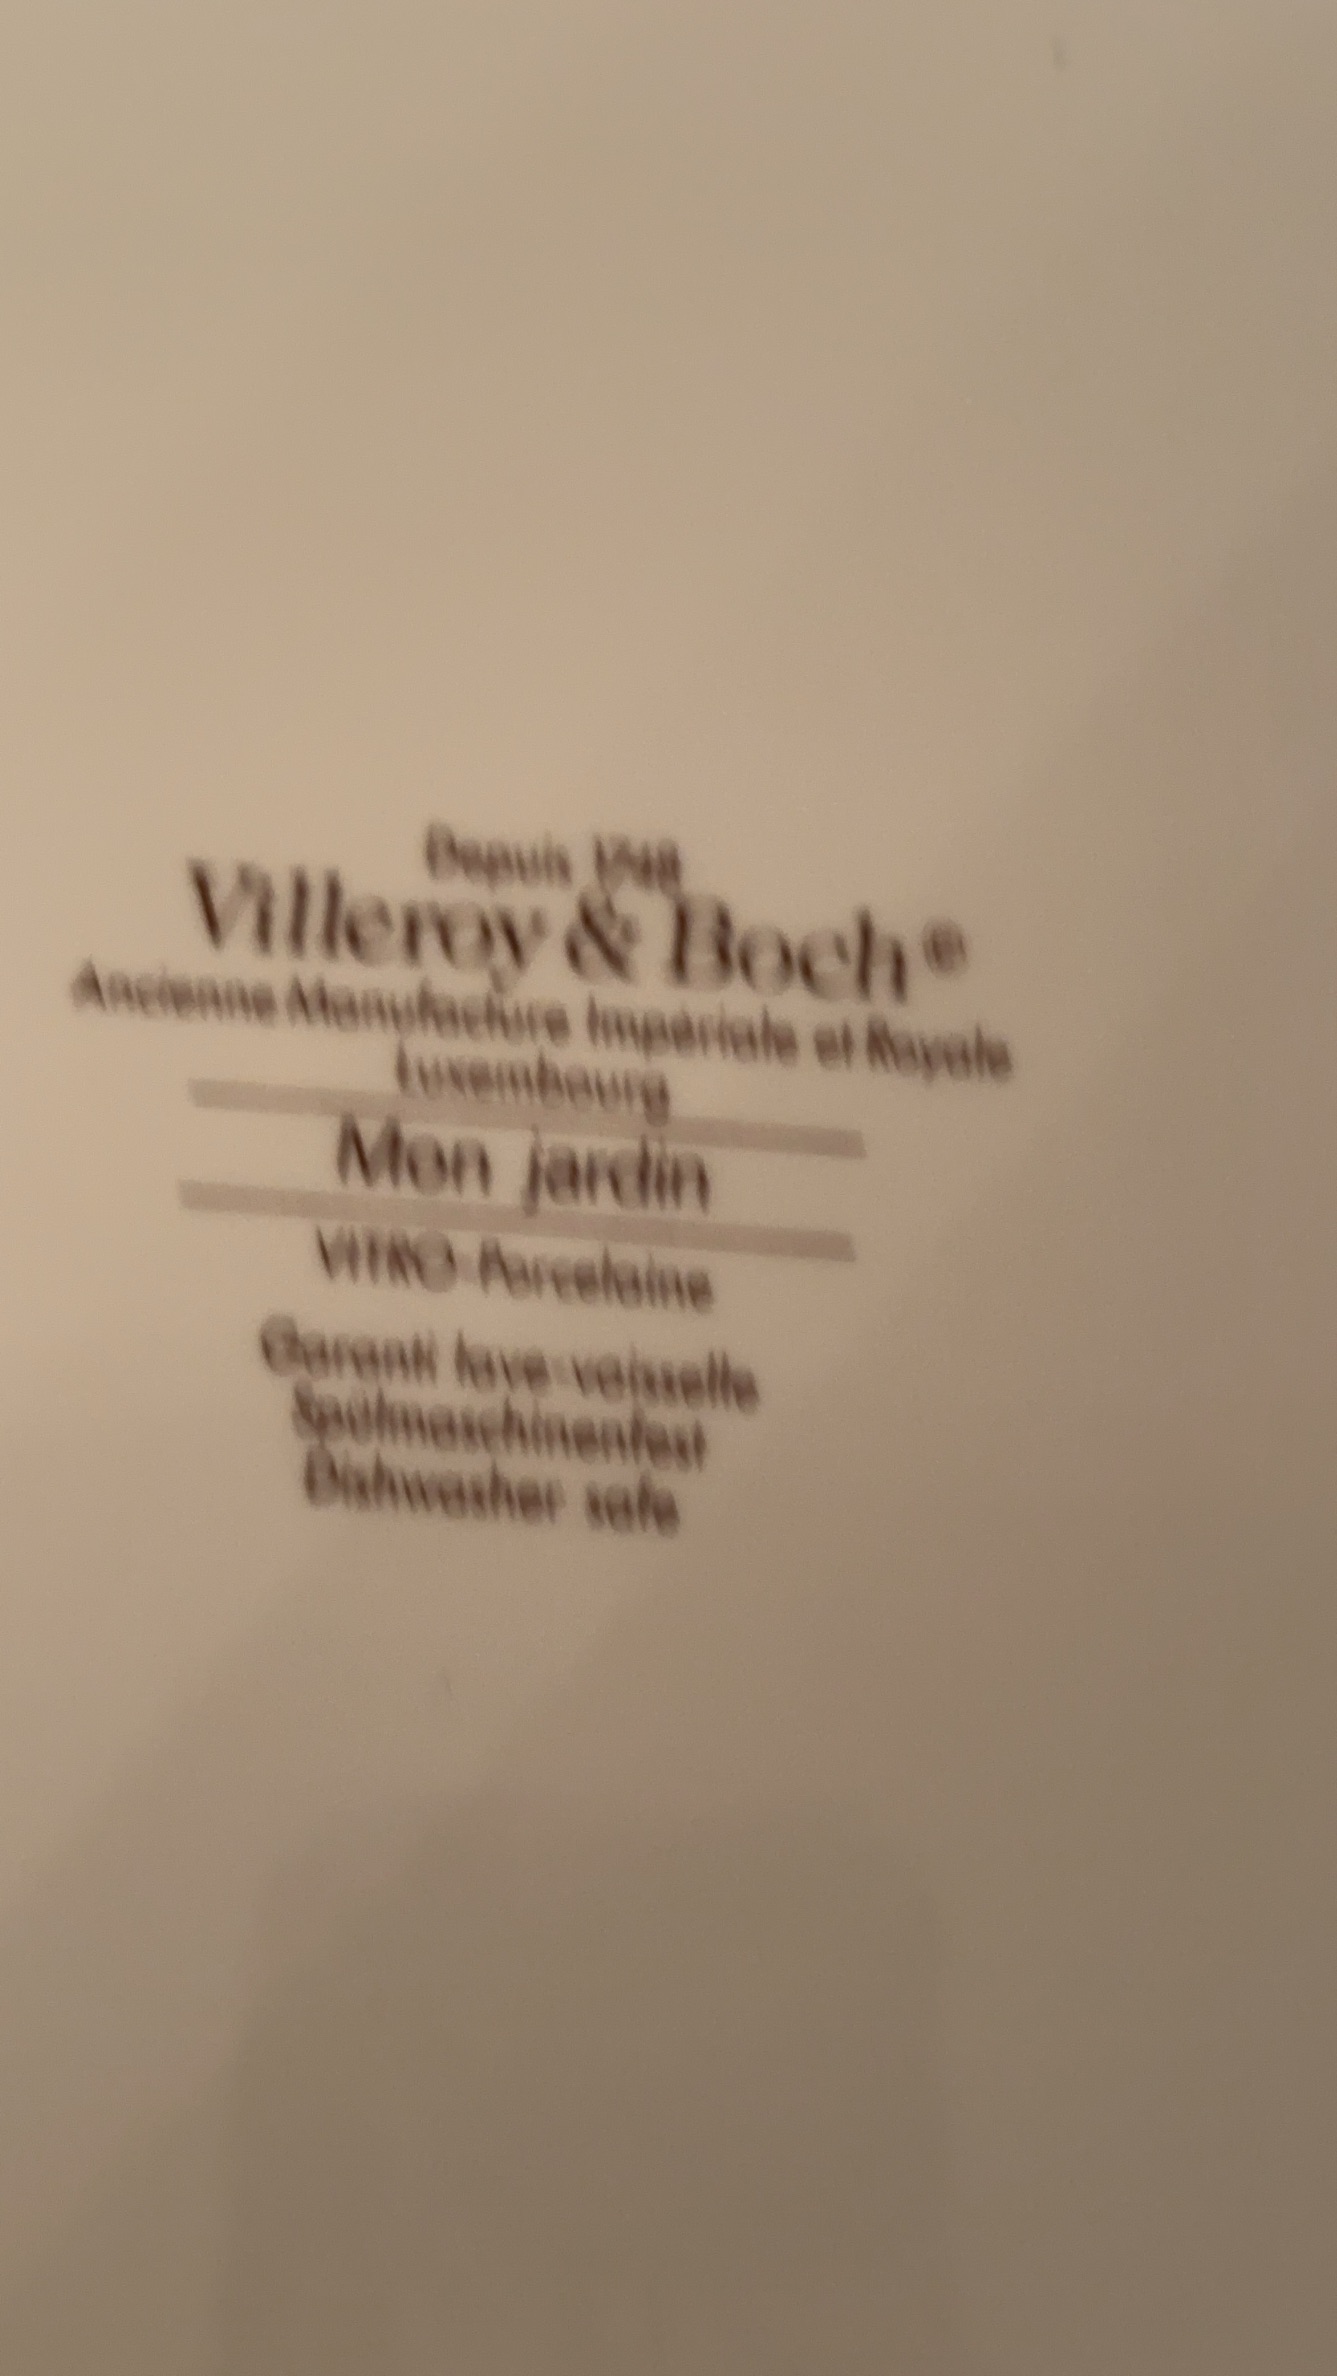 Depuis 1748
Villeroy & Boch®
Ancienne Manufacture Impériale et Royale
Luxembourg
Mon jardin
VITRO-Porcelaine
Garanti lave-vaisselle
Spülmaschinenfest
Dishwasher safe